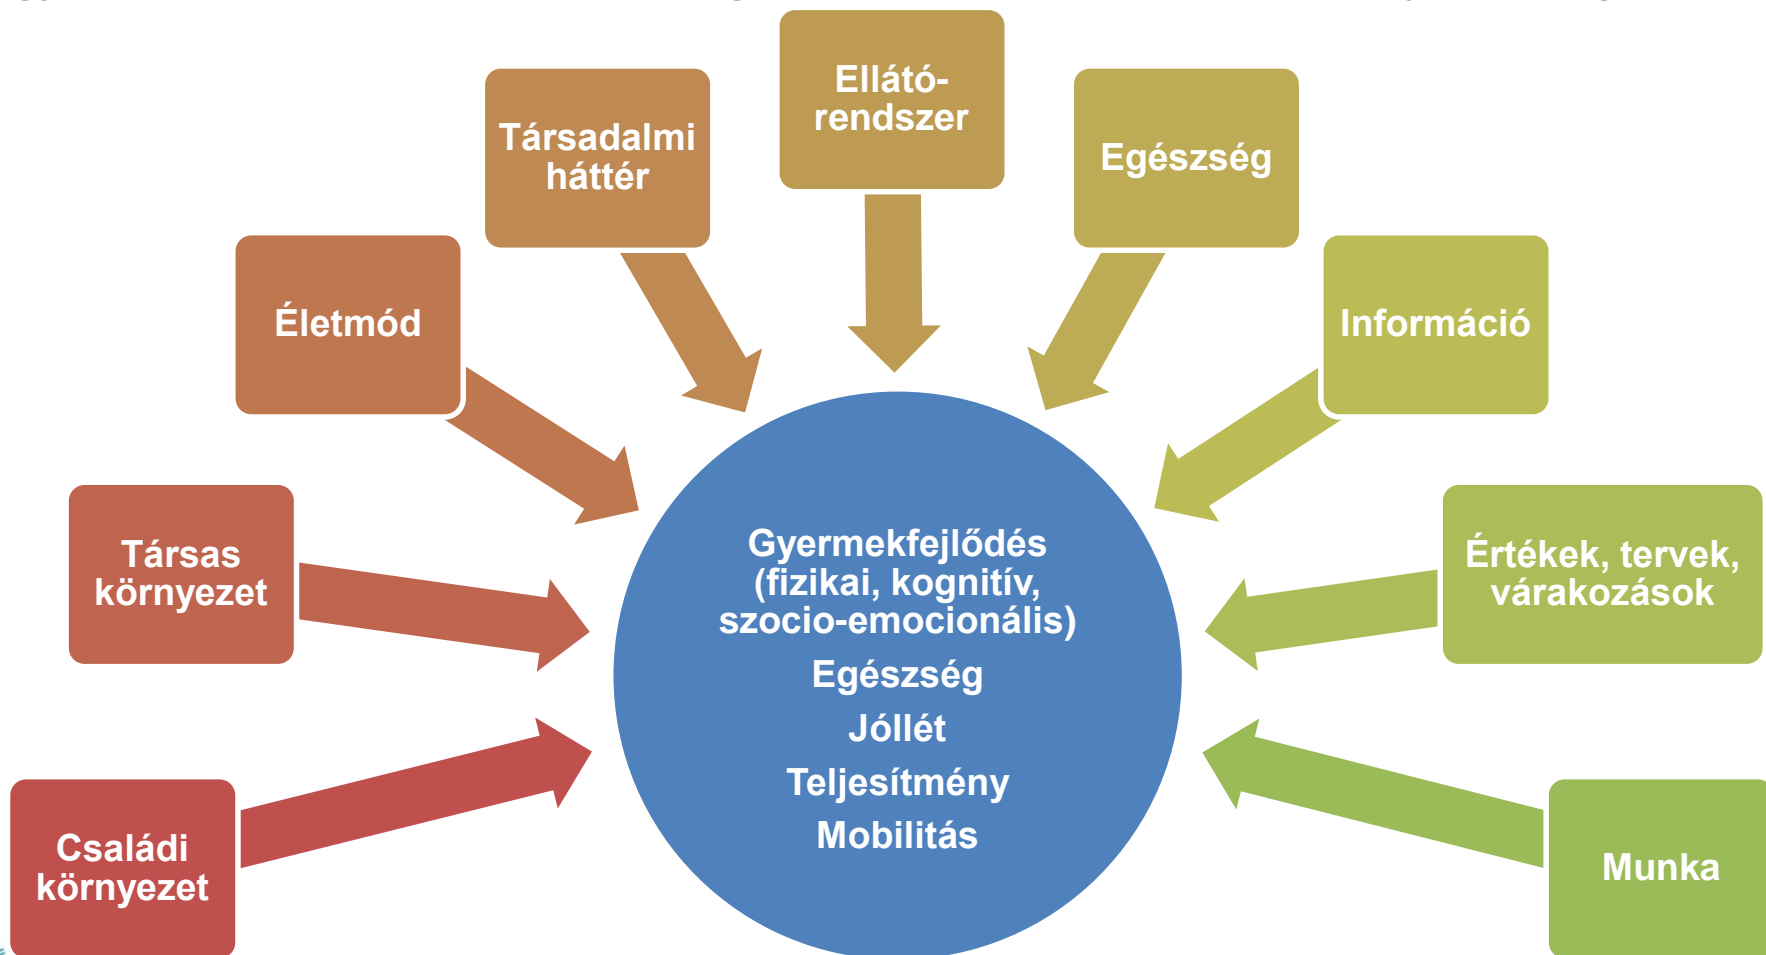 Ellátó-
rendszer
Társadalmi
háttér
Egészség
Életmód
Információ
Társas
környezet
Értékek, tervek,
várakozások
Családi
környezet
Munka
Gyermekfejlődés
(fizikai, kognitív,
szocio-emocionális)
Egészség
Jóllét
Teljesítmény
Mobilitás